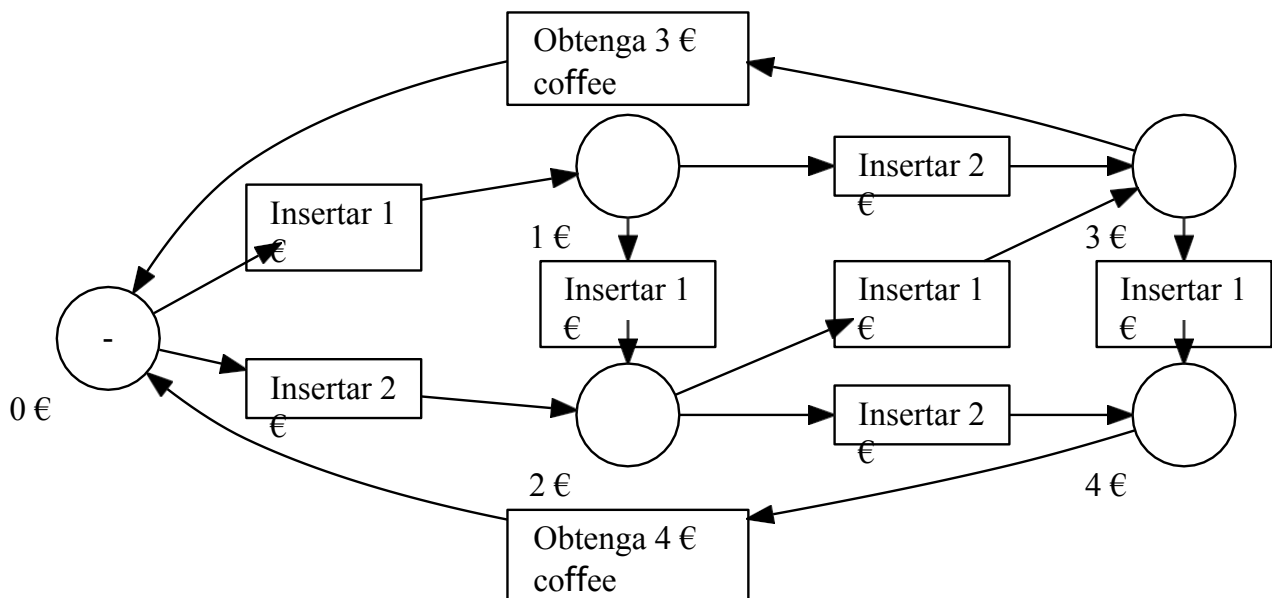 Obtenga 3 €
coffee
Insertar 1
€
1 €
Insertar 2
€
3 €
-
0 €
Insertar 1
€
Insertar 1
€
Insertar 1
€
Insertar 2
€
2 €
Insertar 2
€
4 €
Obtenga 4 €
coffee